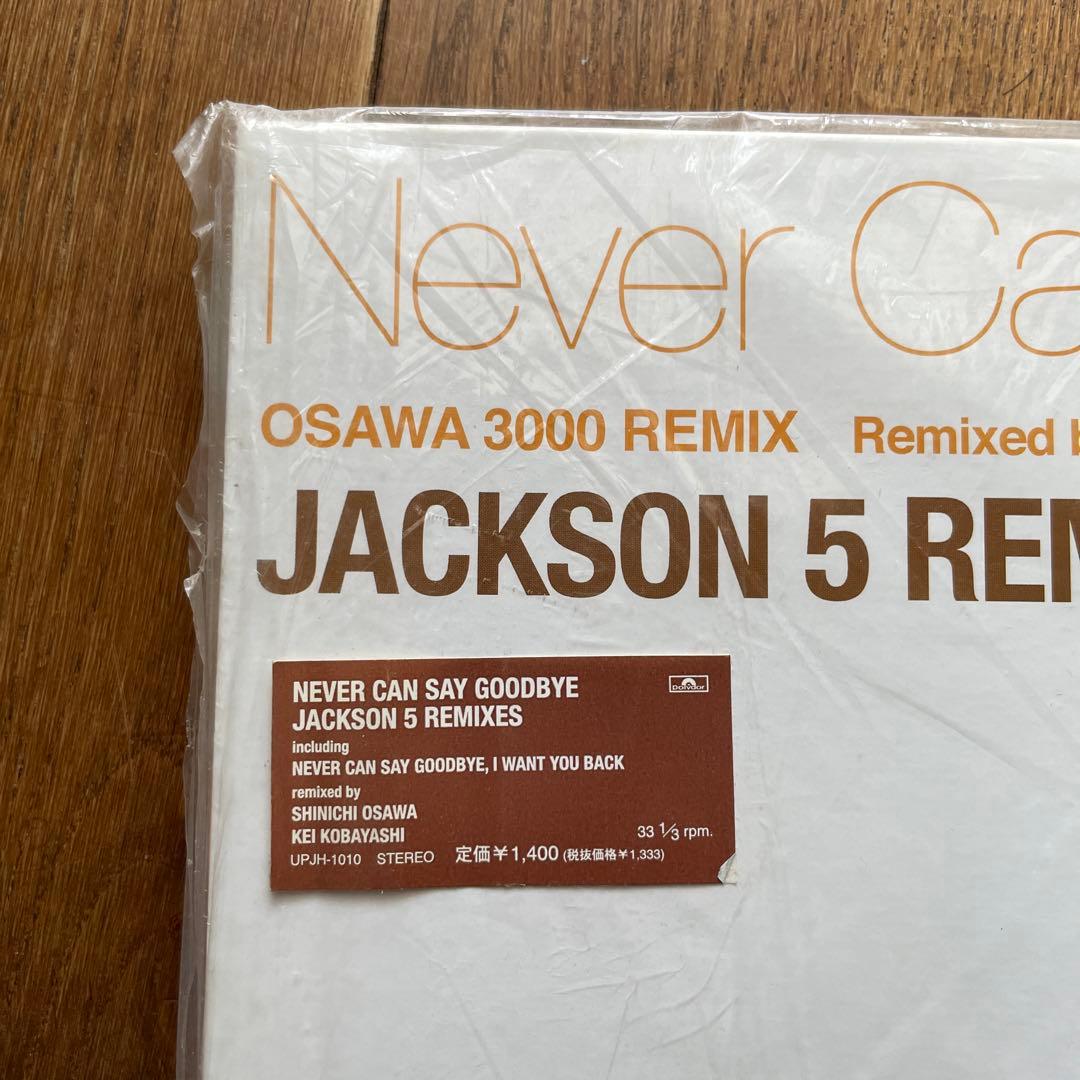 Never Ca
OSAWA 3000 REMIX Remixed b
JACKSON 5 REM
NEVER CAN SAY GOODBYE
JACKSON 5 REMIXES
Polydor
including
NEVER CAN SAY GOODBYE, I WANT YOU BACK
remixed by
SHINICHI OSAWA
KEI KOBAYASHI
33 1/3 rpm.
UPJH-1010 STEREO 定価¥1,400 (税抜価格¥1,333)